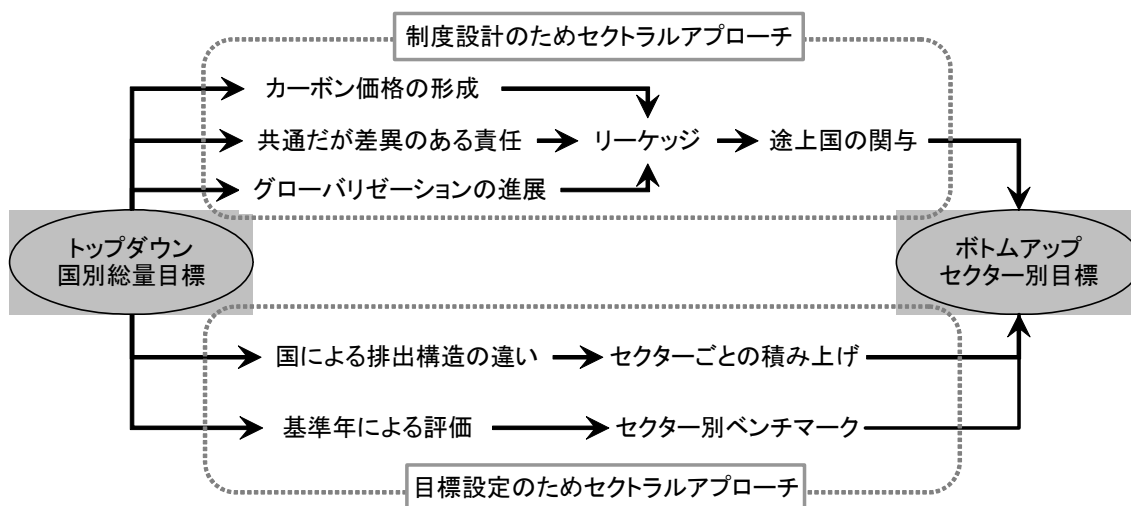 制度設計のためセクトラルアプローチ
カーボン価格の形成
共通だが差異のある責任
リーケッジ
途上国の関与
グローバリゼーションの進展
トップダウン
国別総量目標
ボトムアップ
セクター別目標
国による排出構造の違い
セクターごとの積み上げ
基準年による評価
セクター別ベンチマーク
目標設定のためセクトラルアプローチ